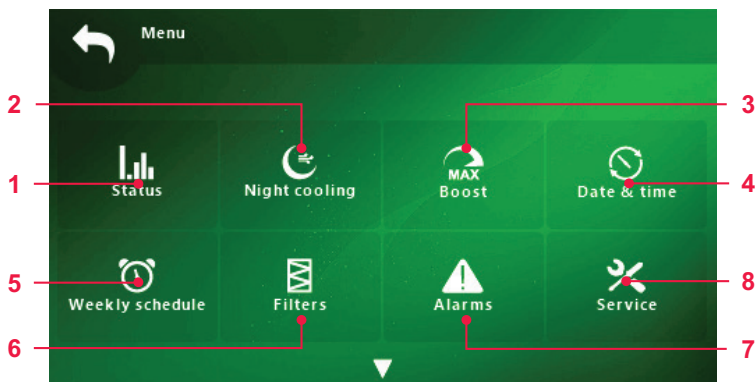 Menu
2
3
MAX
1
Status
Night cooling
Boost
Date & time
4
5
8
Weekly schedule
Filters
Alarms
Service
6
7